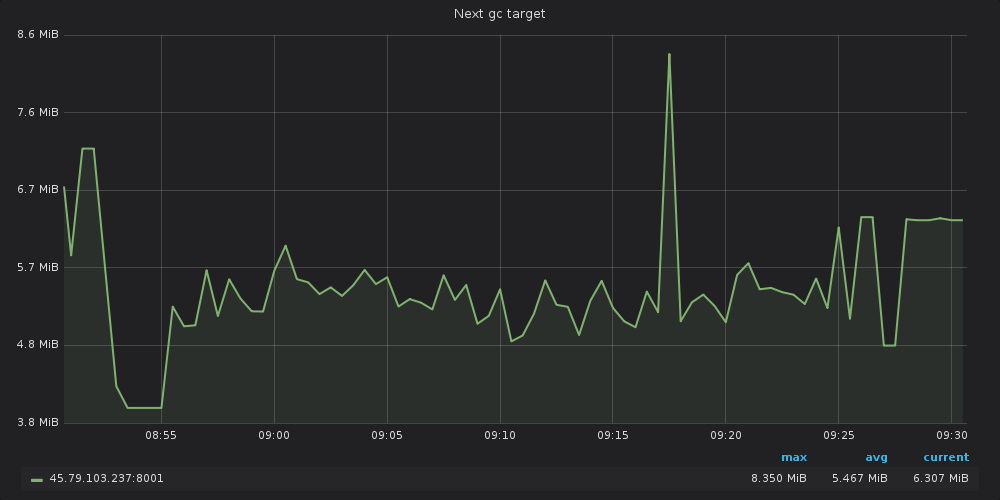 Next gc target
8.6 MiB
7.6 MiB
6.7 MiB
5.7 MiB
4.8 MiB
3.8 MiB
08:55 09:00 09:05 09:10 09:15 09:20 09:25 09:30
max avg current
45.79.103.237:8001 8.350 MiB 5.467 MiB 6.307 MiB